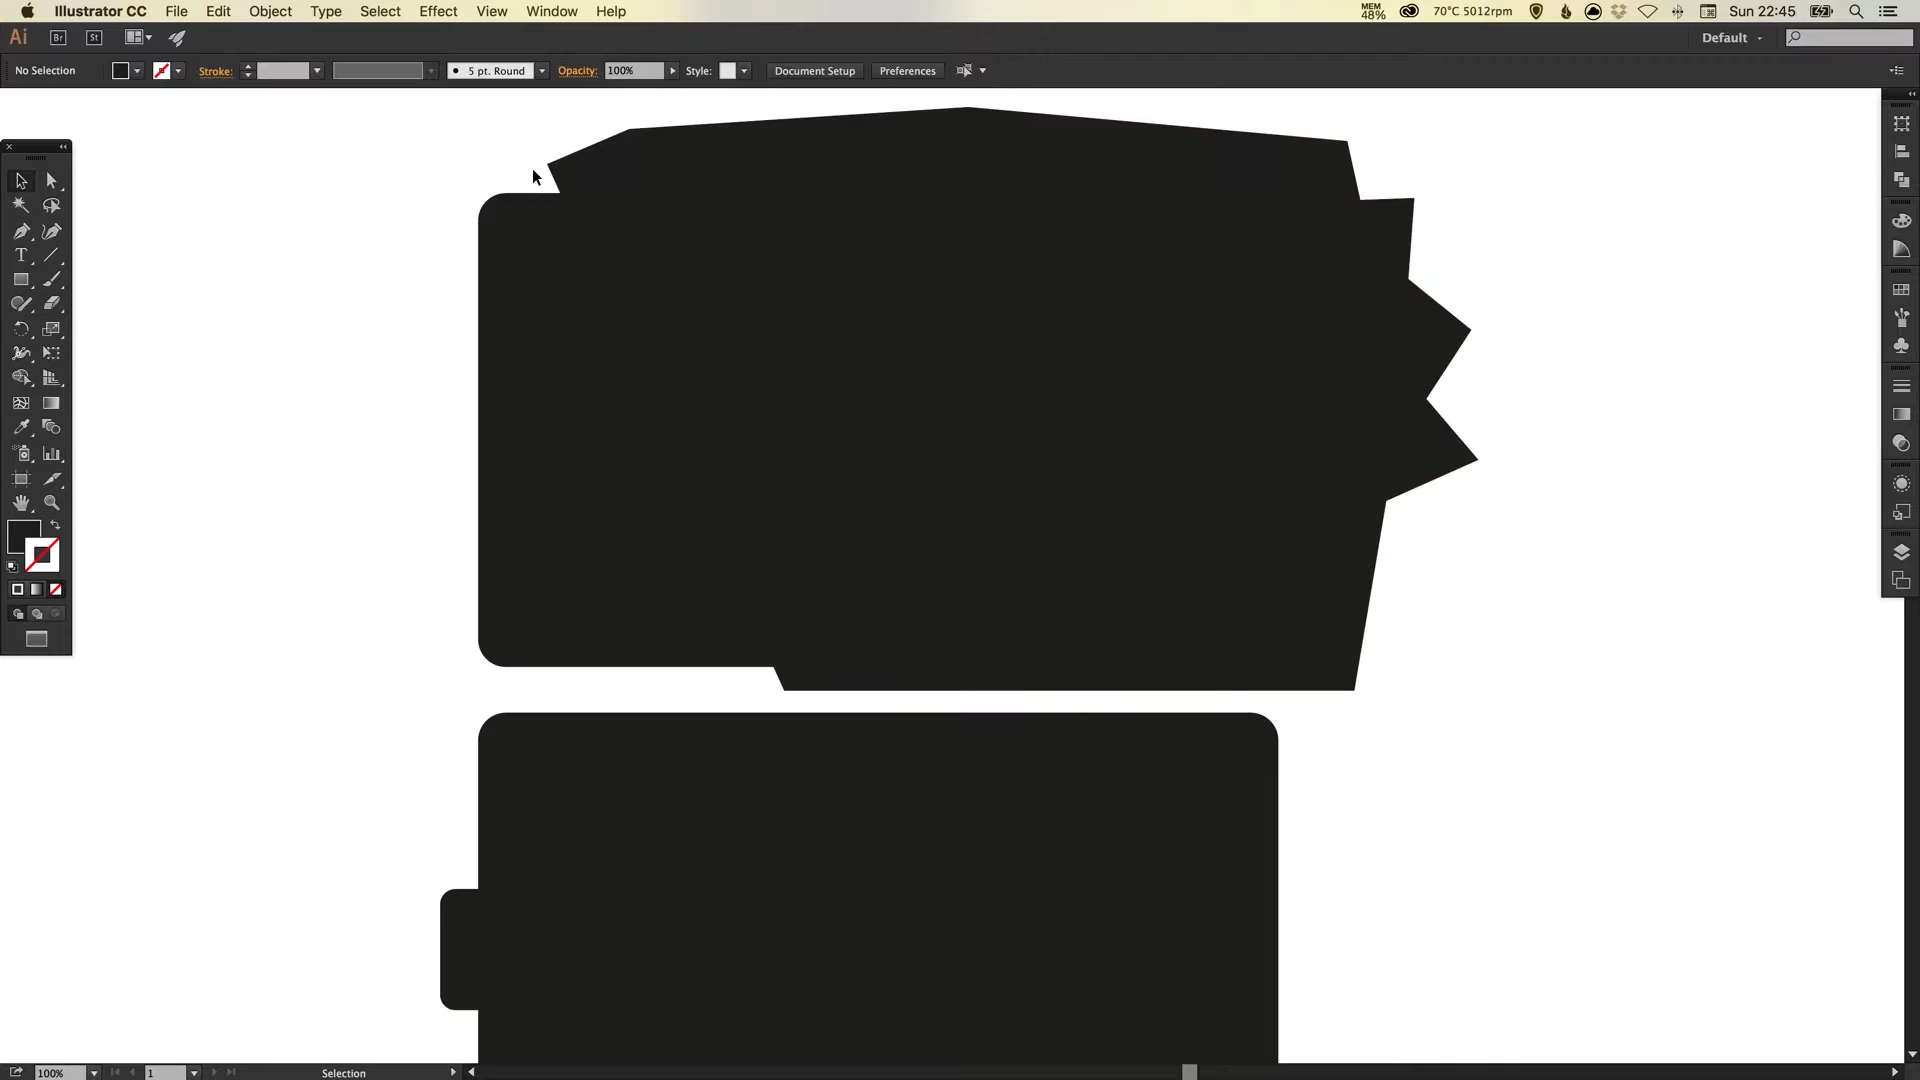 Illustrator CC File Edit Object Type Select Effect View Window Help MEM 48% 70°C 5012rpm Sun 22:45
Ai Br St Default
No Selection Stroke: 5 pt. Round Opacity: 100% Style: Document Setup Preferences
T
100% 1 Selection